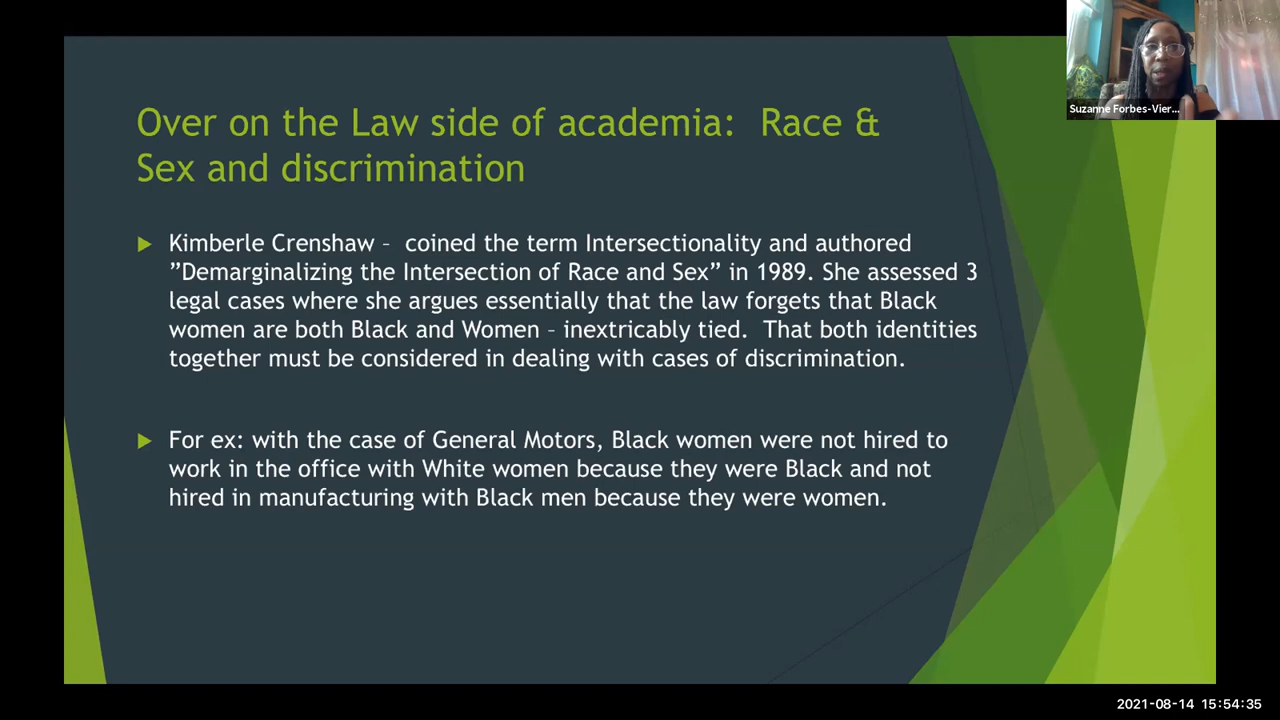 Suzanne Forbes-Vier...
Over on the Law side of academia:  Race &
Sex and discrimination
Kimberle Crenshaw –  coined the term Intersectionality and authored
”Demarginalizing the Intersection of Race and Sex” in 1989. She assessed 3
legal cases where she argues essentially that the law forgets that Black
women are both Black and Women – inextricably tied.  That both identities
together must be considered in dealing with cases of discrimination.
For ex: with the case of General Motors, Black women were not hired to
work in the office with White women because they were Black and not
hired in manufacturing with Black men because they were women.
2021-08-14 15:54:35